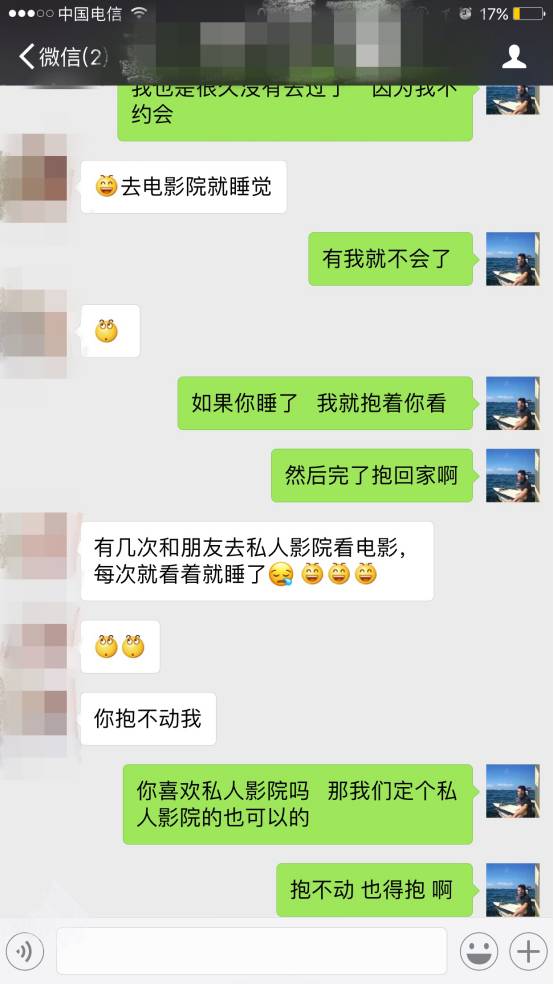 中国电信
17%
微信(2)
我也是很久没有去过了 因为我不
约会
去电影院就睡觉
有我就不会了
如果你睡了 我就抱着你看
然后完了抱回家啊
有几次和朋友去私人影院看电影，
每次就看着就睡了
你抱不动我
你喜欢私人影院吗 那我们定个私
人影院的也可以的
抱不动 也得抱 啊